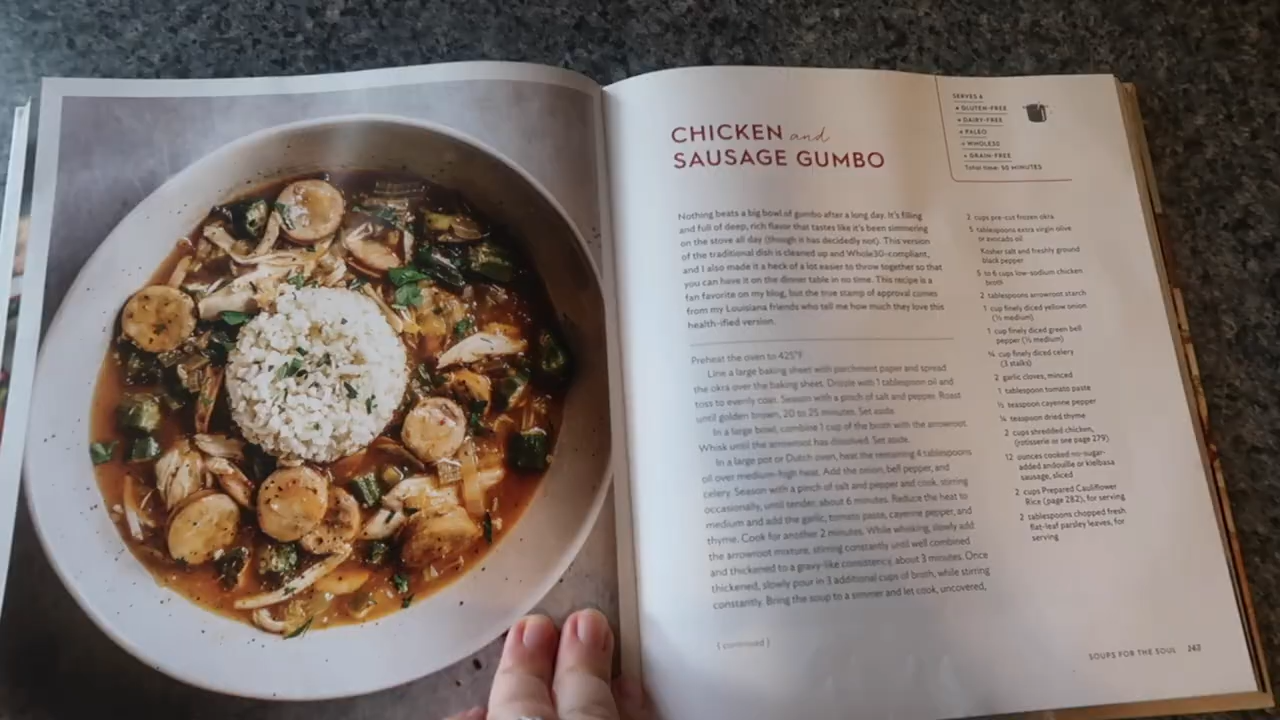 CHICKEN and
SAUSAGE GUMBO
SERVES 6
• GLUTEN-FREE
• DAIRY-FREE
• PALEO
• WHOLE30
• GRAIN-FREE
Total time: 50 MINUTES
Nothing beats a big bowl of gumbo after a long day. It's filling
and full of deep, rich flavor that tastes like it's been simmering
on the stove all day (though it has decidedly not). This version
of the traditional dish is cleaned up and Whole30-compliant,
and I also made it a heck of a lot easier to throw together so that
you can have it on the dinner table in no time. This recipe is a
fan favorite on my blog, but the true stamp of approval comes
from my Louisiana friends who tell me how much they love this
health-ified version.
Preheat the oven to 425°F.
Line a large baking sheet with parchment paper and spread
the okra over the baking sheet. Drizzle with 1 tablespoon oil and
toss to evenly coat. Season with a pinch of salt and pepper. Roast
until golden brown, 20 to 25 minutes. Set aside.
In a large bowl, combine 1 cup of the broth with the arrowroot.
Whisk until the arrowroot has dissolved. Set aside.
In a large pot or Dutch oven, heat the remaining 4 tablespoons
oil over medium-high heat. Add the onion, bell pepper, and
celery. Season with a pinch of salt and pepper and cook, stirring
occasionally, until tender, about 6 minutes. Reduce the heat to
medium and add the garlic, tomato paste, cayenne pepper, and
thyme. Cook for another 2 minutes. While whisking, slowly add
the arrowroot mixture, stirring constantly until well combined
and thickened to a gravy-like consistency, about 3 minutes. Once
thickened, slowly pour in 3 additional cups of broth, while stirring
constantly. Bring the soup to a simmer and let cook, uncovered,
{ continued }
2 cups pre-cut frozen okra
5 tablespoons extra virgin olive
or avocado oil
Kosher salt and freshly ground
black pepper
5 to 6 cups low-sodium chicken
broth
2 tablespoons arrowroot starch
1 cup finely diced yellow onion
(½ medium)
1 cup finely diced green bell
pepper (½ medium)
¾ cup finely diced celery
(3 stalks)
2 garlic cloves, minced
1 tablespoon tomato paste
½ teaspoon cayenne pepper
¼ teaspoon dried thyme
2 cups shredded chicken,
(rotisserie or see page 279)
12 ounces cooked no-sugar-
added andouille or kielbasa
sausage, sliced
2 cups Prepared Cauliflower
Rice (page 282), for serving
2 tablespoons chopped fresh
flat-leaf parsley leaves, for
serving
SOUPS FOR THE SOUL